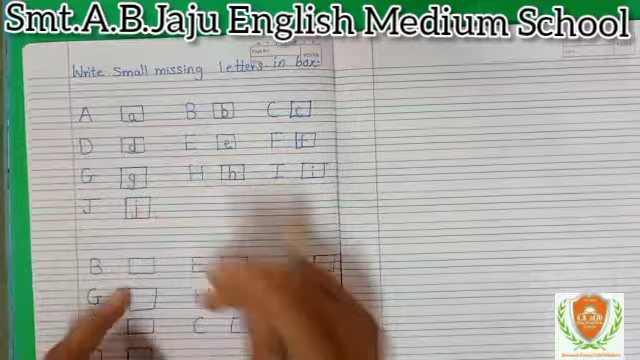 Smt.A.B.Jaju English Medium School
Write Small missing letters in box.
A a B b C c
D d E e F f
G g H h I i
J j
B E
G
C